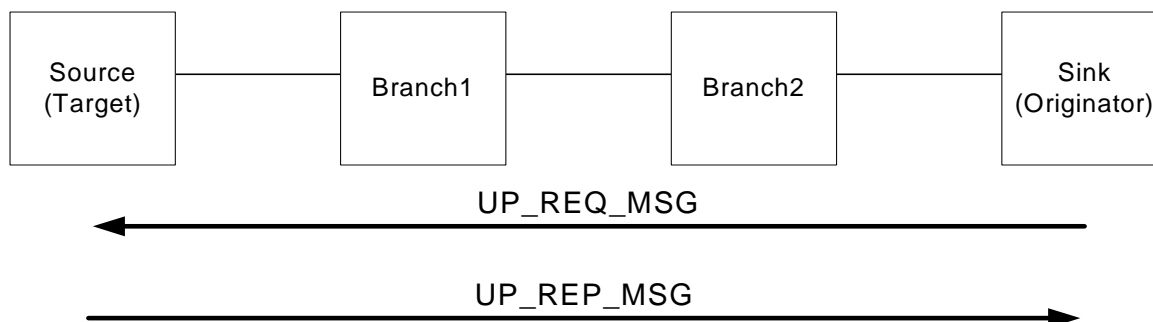 Source
(Target)
Branch1
Branch2
Sink
(Originator)
UP_REQ_MSG
UP_REP_MSG